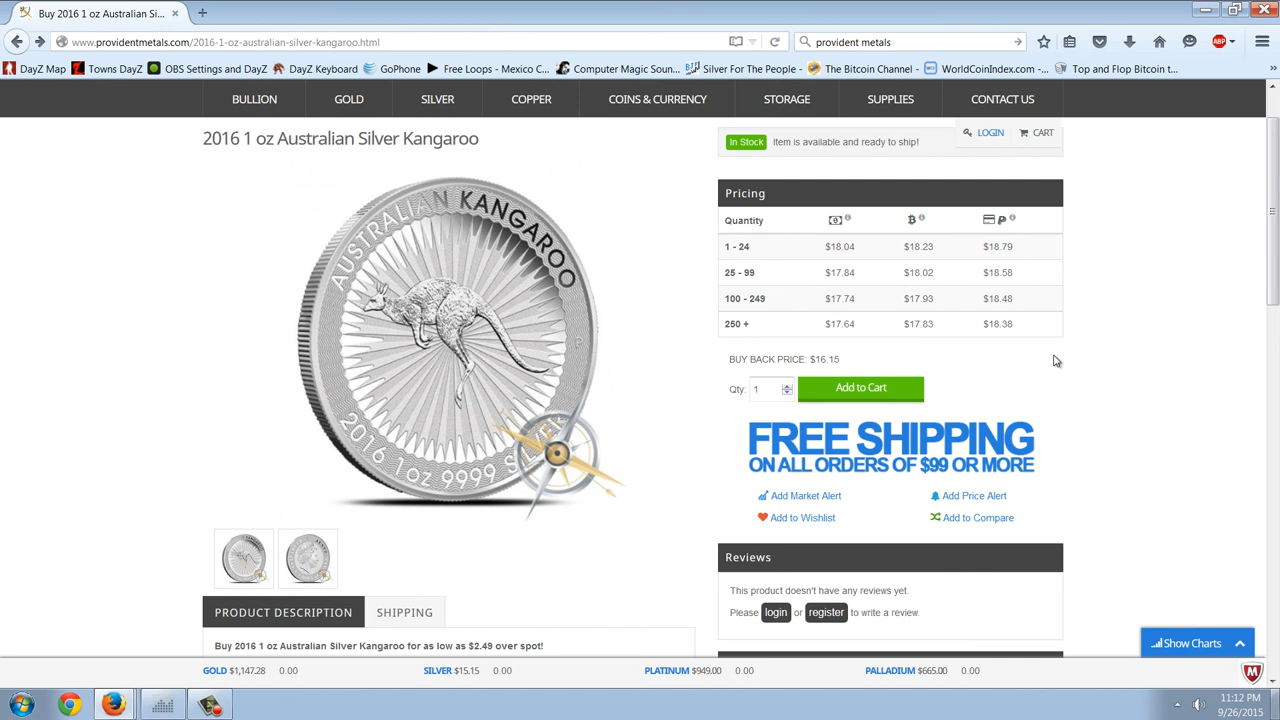 Buy 2016 1 oz Australian Si...
www.providentmetals.com/2016-1-oz-australian-silver-kangaroo.html
provident metals
ABP
DayZ Map Towns DayZ OBS Settings and DayZ DayZ Keyboard GoPhone Free Loops - Mexico C... Computer Magic Soun... Silver For The People - The Bitcoin Channel - WorldCoinIndex.com -... Top and Flop Bitcoin t...
BULLION GOLD SILVER COPPER COINS & CURRENCY STORAGE SUPPLIES CONTACT US
2016 1 oz Australian Silver Kangaroo
AUSTRALIAN KANGAROO
2016 1oz 9999
PRODUCT DESCRIPTION SHIPPING
Buy 2016 1 oz Australian Silver Kangaroo for as low as $2.49 over spot!
LOGIN CART
In Stock Item is available and ready to ship!
Pricing
Quantity
1 - 24 $18.04 $18.23 $18.79
25 - 99 $17.84 $18.02 $18.58
100 - 249 $17.74 $17.93 $18.48
250 + $17.64 $17.83 $18.38
BUY BACK PRICE: $16.15
Qty: 1 Add to Cart
FREE SHIPPING
ON ALL ORDERS OF $99 OR MORE
Add Market Alert Add Price Alert
Add to Wishlist Add to Compare
Reviews
This product doesn't have any reviews yet.
Please login or register to write a review.
Show Charts
GOLD $1,147.28 0.00 SILVER $15.15 0.00 PLATINUM $949.00 0.00 PALLADIUM $665.00 0.00
11:12 PM
9/26/2015